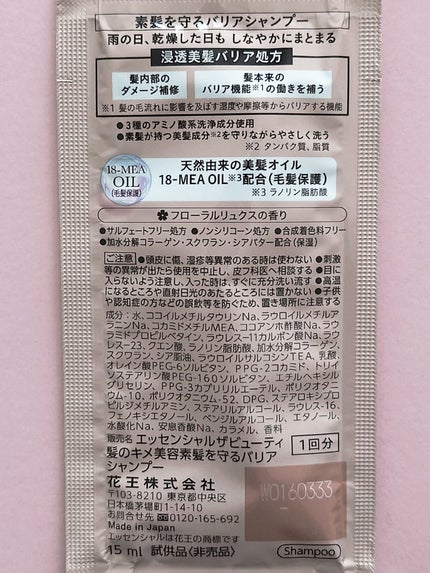 素髪を守るバリアシャンプー
雨の日、乾燥した日も しなやかにまとまる
浸透美髪バリア処方
髪内部の
ダメージ補修
髪本来の
バリア機能※1の働きを補う
※1 髪の毛流れに影響を及ぼす湿度や摩擦等からバリアする機能
●3種のアミノ酸系洗浄成分使用
●素髪が持つ美髪成分※2を守りながらやさしく洗う
※2 タンパク質、脂質
18-MEA
OIL
(毛髪保護)
天然由来の美髪オイル
18-MEA OIL※3配合(毛髪保護)
※3 ラノリン脂肪酸
フローラルリュクスの香り
●サルフェートフリー処方 ●ノンシリコーン処方 ●合成着色料フリー
●加水分解コラーゲン・スクワラン・シアバター配合(保湿)
ご注意 ●頭皮に傷、湿疹等異常のある時は使わない ●刺激
等の異常が出たら使用を中止し、皮フ科医へ相談する ●目に
入らないよう注意し、入った時は、すぐに充分洗い流す ●高温
になるところや直射日光のあたるところには置かない ●子供
や認知症の方などの誤飲等を防ぐため、置き場所に注意する
成分:水、ココイルメチルタウリンNa、ラウロイルメチルア
ラニンNa、コカミドメチルMEA、ココアンホ酢酸Na、ラウ
ラミドプロピルベタイン、ラウレス-11カルボン酸Na、ラウ
レス-23、クエン酸、ラノリン脂肪酸、加水分解コラーゲン、
スクワラン、シア脂油、ラウロイルサルコシンTEA、乳酸、
オレイン酸PEG-6ソルビタン、PPG-2コカミド、トリイ
ソステアリン酸PEG-160ソルビタン、エチルヘキシル
グリセリン、PPG-3カプリリルエーテル、ポリクオタニウ
ム-10、ポリクオタニウム-52、DPG、ステアロキシプロ
ピルジメチルアミン、ステアリルアルコール、ラウレス-16、
フェノキシエタノール、ベンジルアルコール、エタノール、
水酸化Na、安息香酸Na、カラメル、香料
販売名 エッセンシャルザビューティ
髪のキメ美容素髪を守るバリア
シャンプー
1回分
花王株式会社
〒103-8210 東京都中央区
日本橋茅場町1-14-10
お問合せ先 0120-165-692
Made in Japan
エッセンシャルは花王の商標です
15 ml 試供品〈非売品〉
W0160333
Shampoo